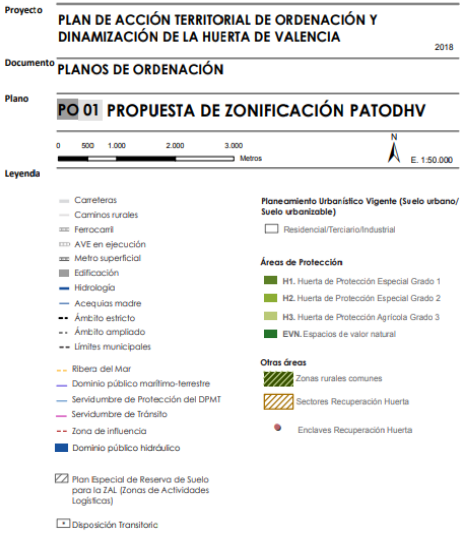 Proyecto
PLAN DE ACCIÓN TERRITORIAL DE ORDENACIÓN Y
DINAMIZACIÓN DE LA HUERTA DE VALENCIA
2018
Documento
PLANOS DE ORDENACIÓN
Plano
PO 01 PROPUESTA DE ZONIFICACIÓN PATODHV
0 500 1.000 2.000 3.000
Metros
N
E. 1:50.000
Leyenda
Carreteras
Caminos rurales
Ferrocarril
AVE en ejecución
Metro superficial
Edificación
Hidrología
Acequias madre
Ámbito estricto
Ámbito ampliado
Límites municipales
Ribera del Mar
Dominio público marítimo-terrestre
Servidumbre de Protección del DPMT
Servidumbre de Tránsito
Zona de influencia
Dominio público hidráulico
Plan Especial de Reserva de Suelo
para la ZAL (Zonas de Actividades
Logísticas)
Disposición Transitoric
Planeamiento Urbanístico Vigente (Suelo urbano/
Suelo urbanizable)
Residencial/Terciario/Industrial
Áreas de Protección
H1. Huerta de Protección Especial Grado 1
H2. Huerta de Protección Especial Grado 2
H3. Huerta de Protección Agrícola Grado 3
EVN. Espacios de valor natural
Otras áreas
Zonas rurales comunes
Sectores Recuperación Huerta
Enclaves Recuperación Huerta